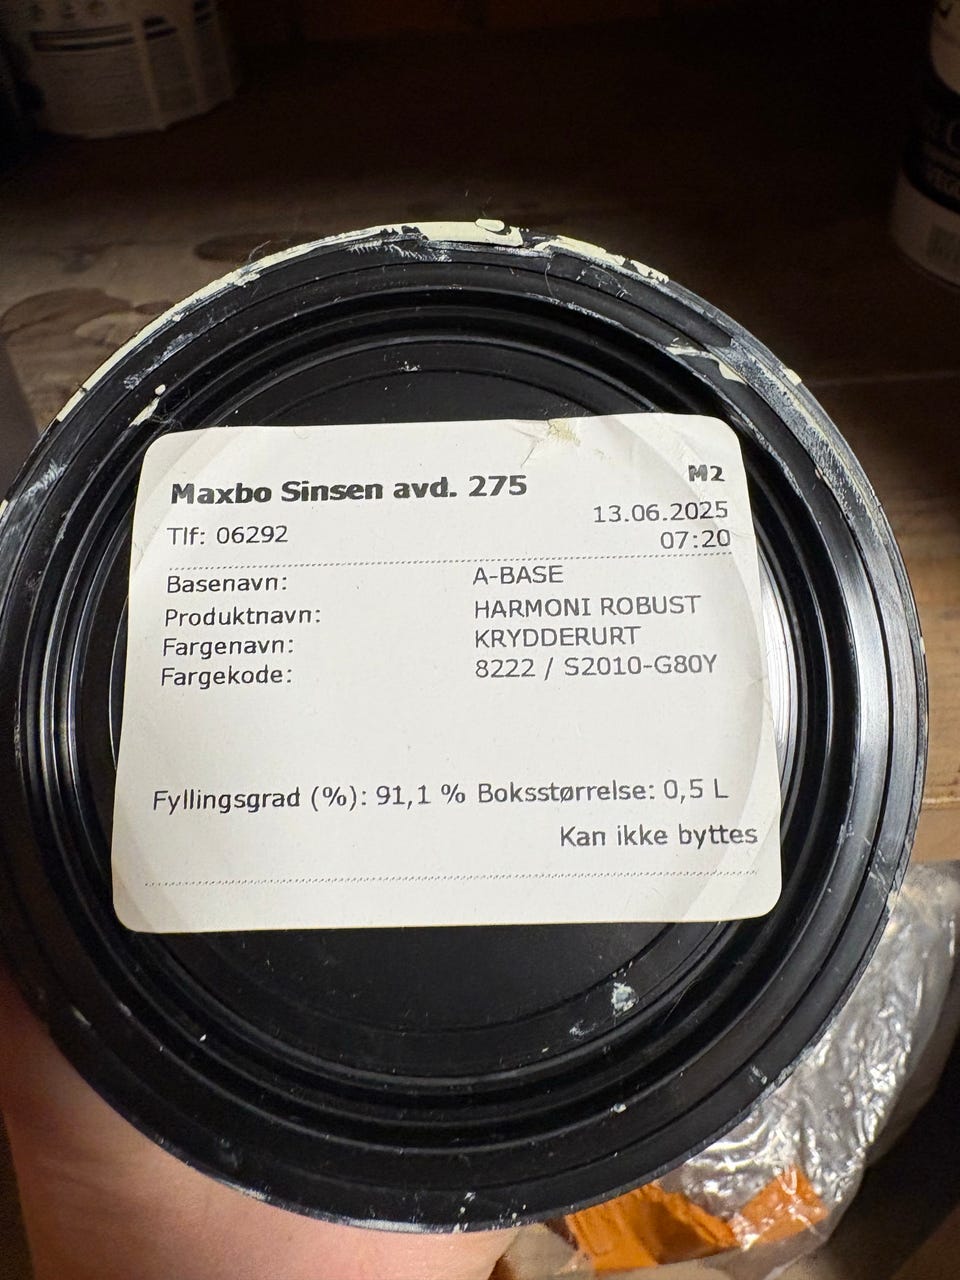 Maxbo Sinsen avd. 275 M2
Tlf: 06292 13.06.2025
07:20
Basenavn: A-BASE
Produktnavn: HARMONI ROBUST
Fargenavn: KRYDDERURT
Fargekode: 8222 / S2010-G80Y
Fyllingsgrad (%): 91,1 % Boksstørrelse: 0,5 L
Kan ikke byttes